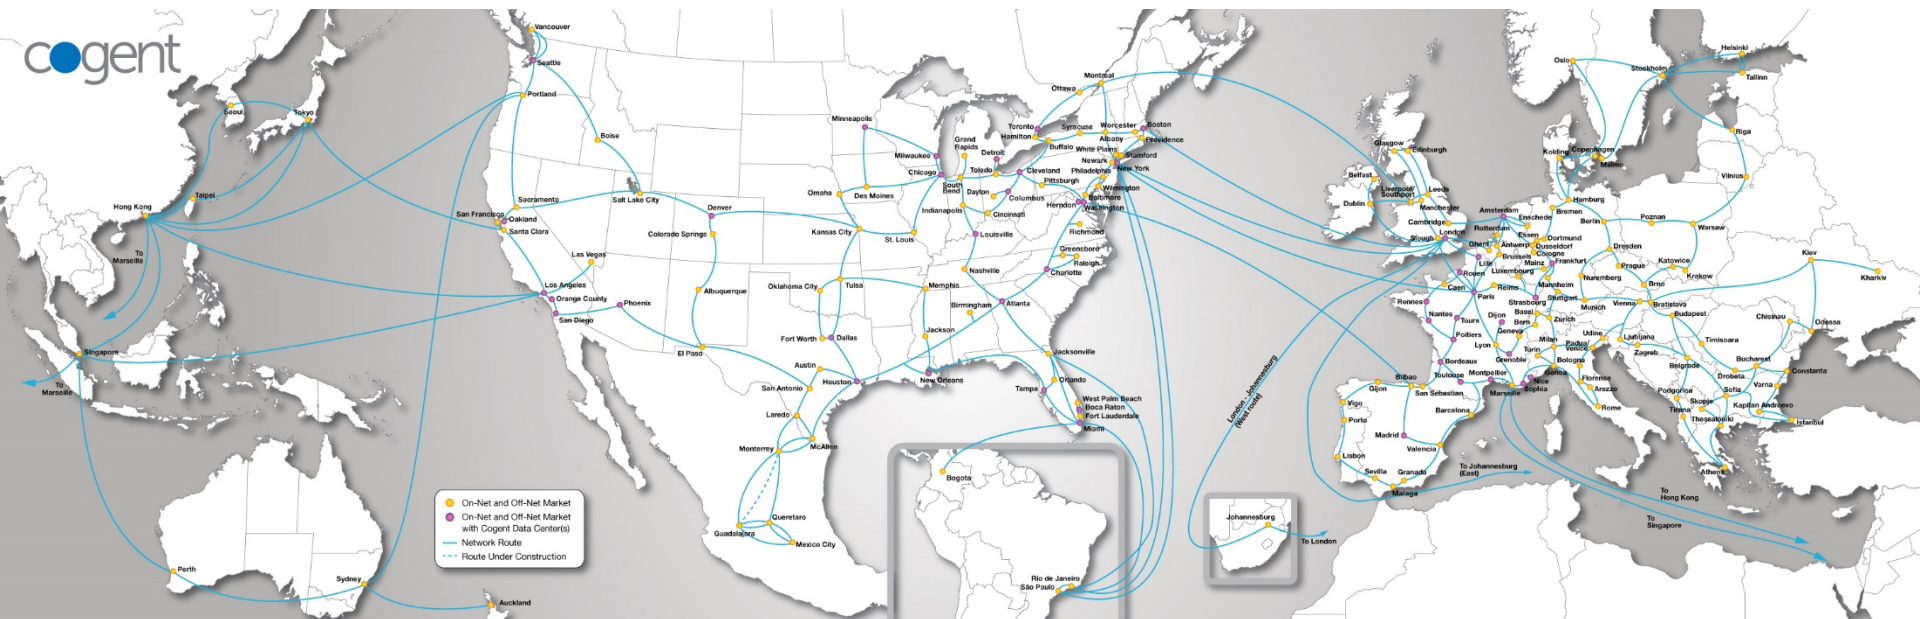 cogent
Vancouver
Seattle
Portland
Boise
Sacramento
San Francisco
Oakland
Santa Clara
Salt Lake City
Las Vegas
Los Angeles
Orange County
San Diego
Phoenix
Denver
Colorado Springs
Albuquerque
El Paso
Minneapolis
Omaha
Des Moines
Kansas City
St. Louis
Oklahoma City
Tulsa
Fort Worth
Dallas
Austin
San Antonio
Houston
Laredo
McAllen
Monterrey
Guadalajara
Queretaro
Mexico City
Milwaukee
Chicago
Grand
Rapids
Detroit
South
Bend
Toledo
Cleveland
Dayton
Columbus
Pittsburgh
Indianapolis
Cincinnati
Louisville
Nashville
Memphis
Birmingham
Jackson
New Orleans
Atlanta
Charlotte
Greensboro
Raleigh
Richmond
Herndon
Washington
Baltimore
Wilmington
Philadelphia
Newark
New York
White Plains
Stamford
Jacksonville
Orlando
Tampa
West Palm Beach
Boca Raton
Fort Lauderdale
Miami
Montreal
Ottawa
Toronto
Hamilton
Buffalo
Syracuse
Albany
Worcester
Boston
Providence
Seoul
Tokyo
Taipei
Hong Kong
To
Marseille
Singapore
To
Marseille
Perth
Sydney
Auckland
On-Net and Off-Net Market
On-Net and Off-Net Market
with Cogent Data Center(s)
Network Route
Route Under Construction
Bogota
Rio de Janeiro
São Paulo
Johannesburg
To London
London - Johannesburg
(West route)
To Johannesburg
(East)
To
Hong Kong
To
Singapore
Glasgow
Edinburgh
Belfast
Dublin
Liverpool/
Southport
Leeds
Manchester
Cambridge
Slough
London
Oslo
Stockholm
Helsinki
Tallinn
Riga
Vilnius
Kolding
Copenhagen
Malmo
Hamburg
Bremen
Berlin
Poznan
Warsaw
Amsterdam
Enschede
Rotterdam
Essen
Dortmund
Dusseldorf
Cologne
Ghent
Antwerp
Brussels
Lille
Mainz
Frankfurt
Luxembourg
Rouen
Caen
Reims
Paris
Mannheim
Strasbourg
Stuttgart
Nuremberg
Dresden
Prague
Katowice
Krakow
Brno
Munich
Vienna
Bratislava
Budapest
Kiev
Kharkiv
Chisinau
Odessa
Rennes
Nantes
Tours
Dijon
Basel
Bern
Zurich
Geneva
Poitiers
Lyon
Grenoble
Turin
Milan
Padua/
Venice
Udine
Ljubljana
Zagreb
Timisoara
Belgrade
Bucharest
Constanta
Drobeta
Varna
Sofia
Bordeaux
Toulouse
Montpellier
Marseille
Nice
Sophia
Genoa
Bologna
Florence
Arezzo
Rome
Podgorica
Skopje
Tirana
Thessaloniki
Kapitan Andreevo
Istanbul
Athens
Bilbao
Gijon
San Sebastian
Vigo
Porto
Barcelona
Madrid
Valencia
Lisbon
Sevilla
Granada
Malaga